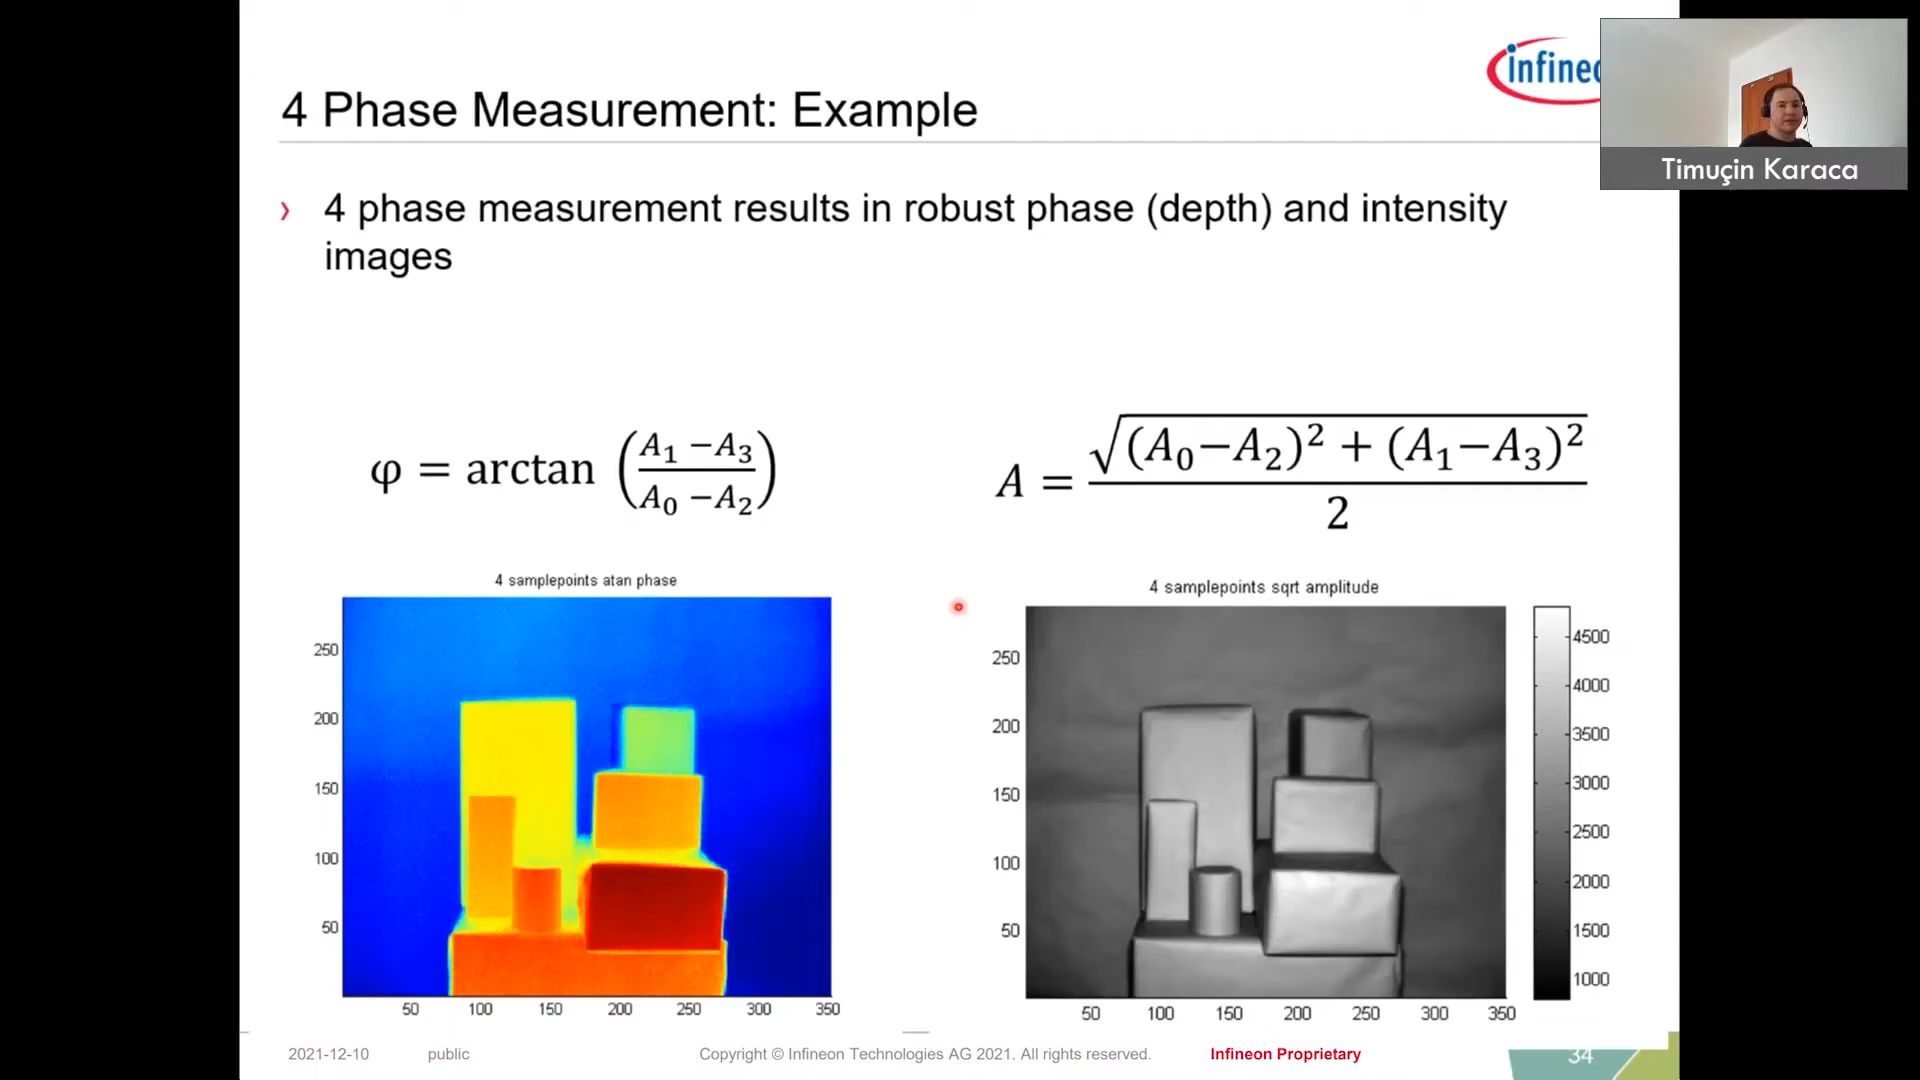 infineo
4 Phase Measurement: Example
Timuçin Karaca
› 4 phase measurement results in robust phase (depth) and intensity
images
φ = arctan ((A₁ −A₃)/(A₀ −A₂))
A = √((A₀−A₂)² + (A₁−A₃)²)/2
4 samplepoints atan phase
250
200
150
100
50
50 100 150 200 250 300 350
4 samplepoints sqrt amplitude
250
200
150
100
50
50 100 150 200 250 300 350
4500
4000
3500
3000
2500
2000
1500
1000
2021-12-10 public Copyright © Infineon Technologies AG 2021. All rights reserved. Infineon Proprietary 34